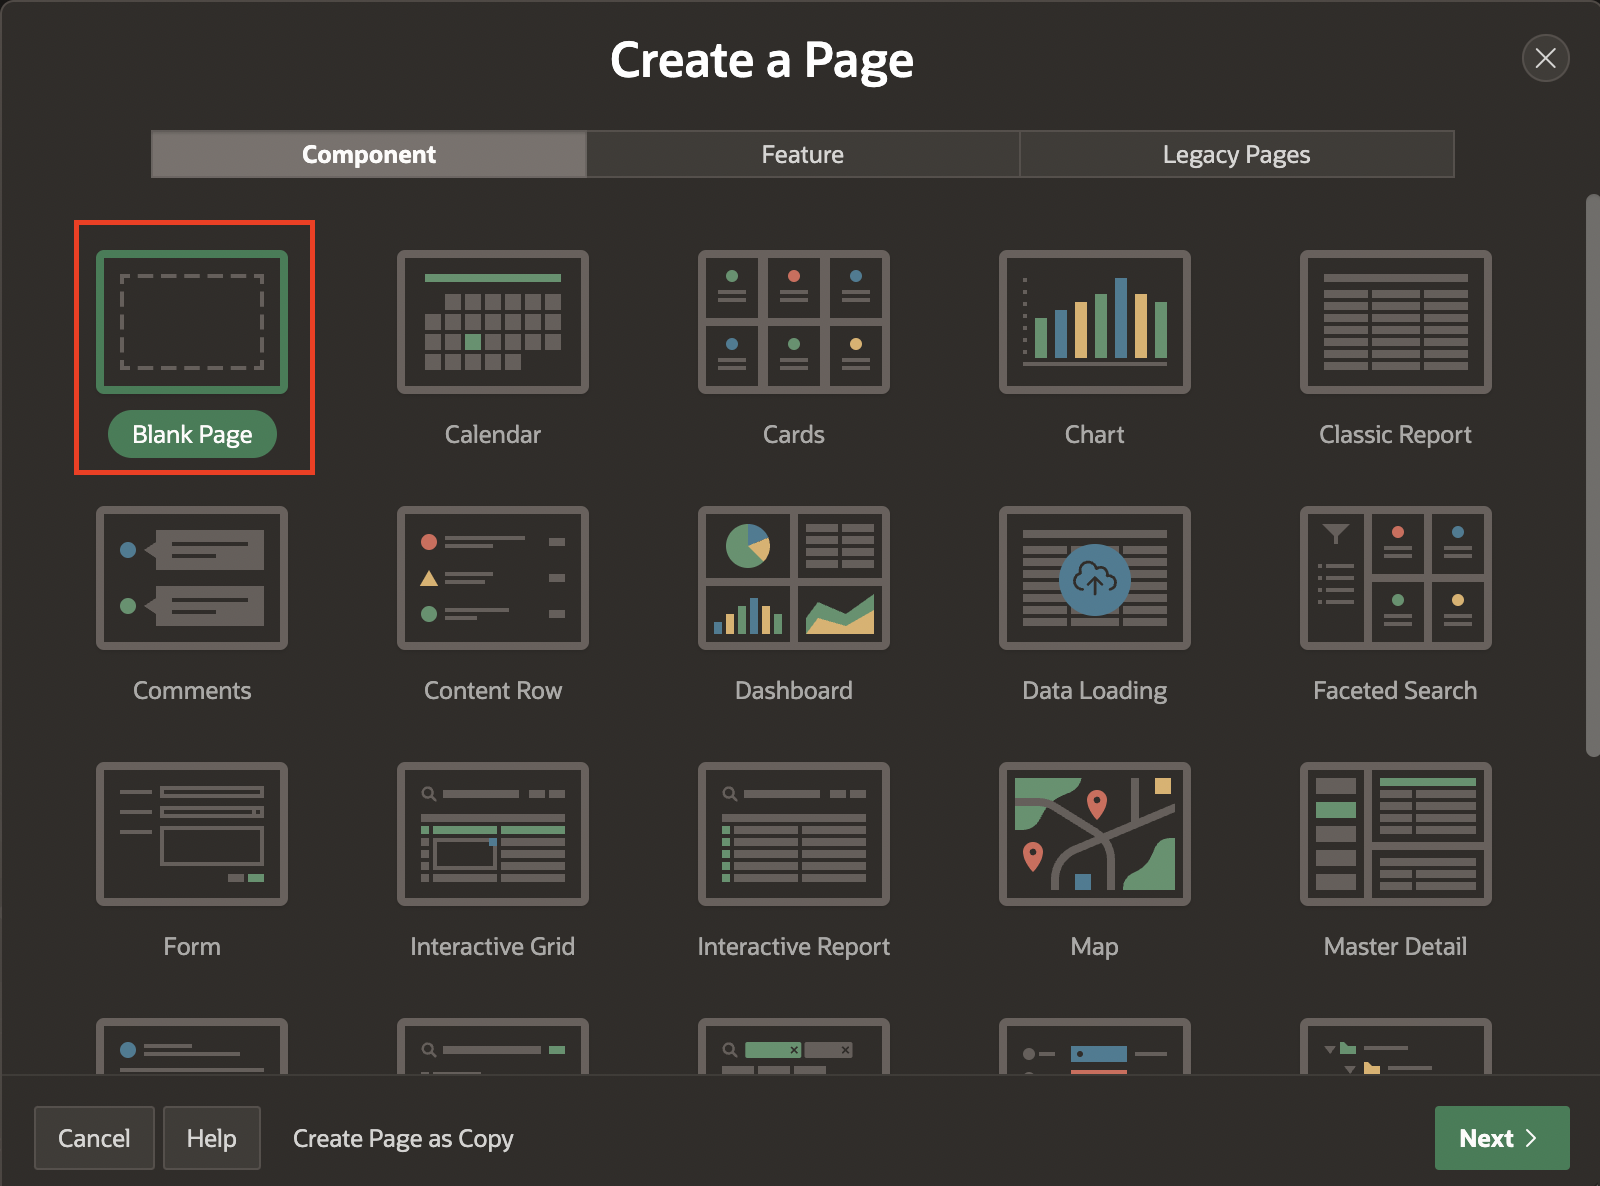 Create a Page
Component
Feature
Legacy Pages
Blank Page
Calendar
Cards
Chart
Classic Report
Comments
Content Row
Dashboard
Data Loading
Faceted Search
Form
Interactive Grid
Interactive Report
Map
Master Detail
Cancel
Help
Create Page as Copy
Next